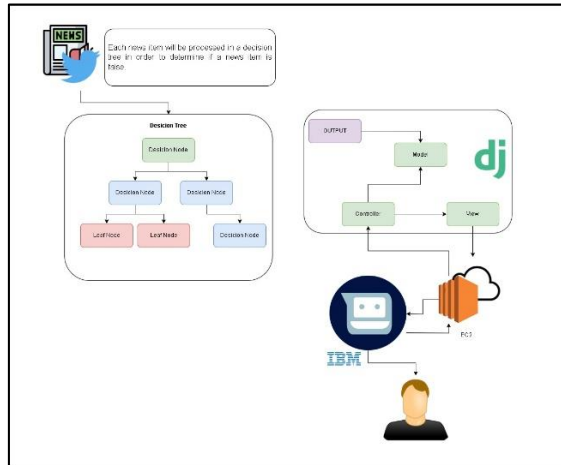 NEWS
Each news item will be processed in a decision
tree in order to determine if a news item is
false.
Desicion Tree
Decision Node
Decision Node
Decision Node
Leaf Node
Leaf Node
Decision Node
OUTPUT
Model
dj
Controller
View
EC2
IBM